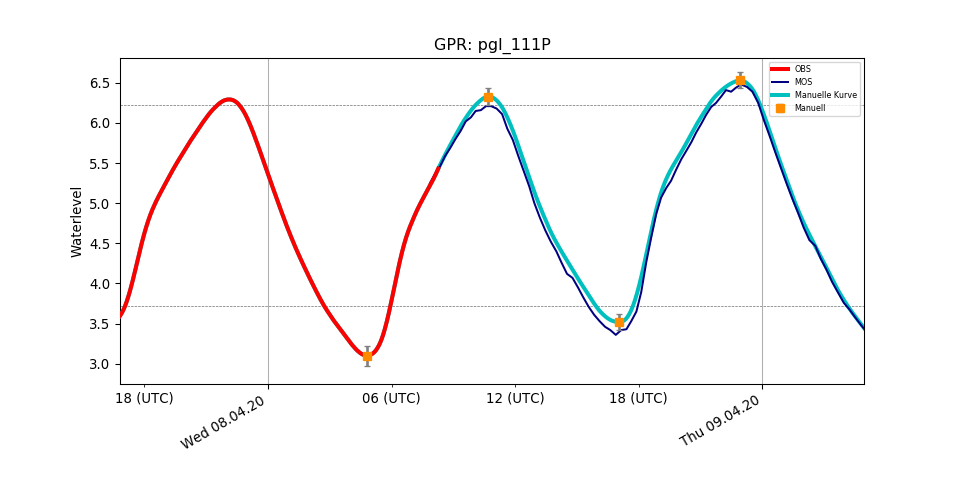 GPR: pgl_111P
OBS
MOS
Manuelle Kurve
Manuell
Waterlevel
6.5
6.0
5.5
5.0
4.5
4.0
3.5
3.0
18 (UTC)
Wed 08.04.20
06 (UTC)
12 (UTC)
18 (UTC)
Thu 09.04.20